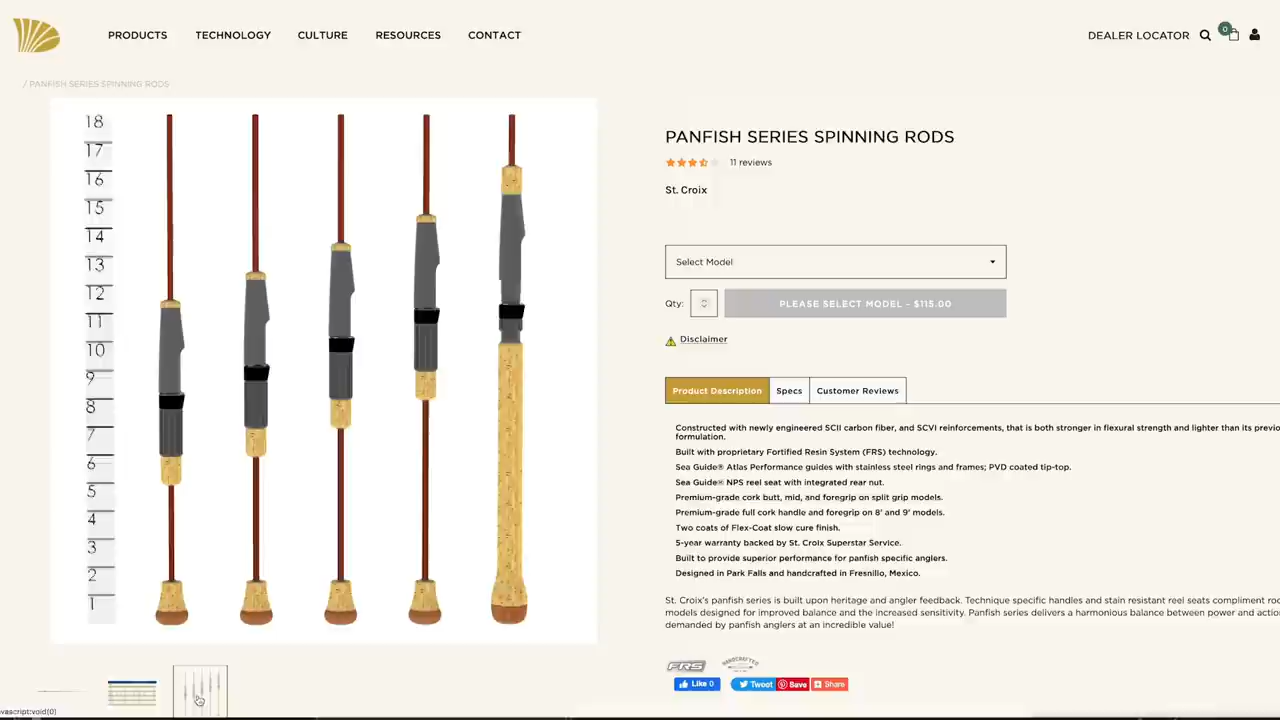 PRODUCTS TECHNOLOGY CULTURE RESOURCES CONTACT
DEALER LOCATOR 0
/ PANFISH SERIES SPINNING RODS
18
17
16
15
14
13
12
11
10
9
8
7
6
5
4
3
2
1
PANFISH SERIES SPINNING RODS
11 reviews
St. Croix
Select Model
Qty: PLEASE SELECT MODEL - $115.00
Disclaimer
Product Description Specs Customer Reviews
Constructed with newly engineered SCII carbon fiber, and SCVI reinforcements, that is both stronger in flexural strength and lighter than its previo
formulation.
Built with proprietary Fortified Resin System (FRS) technology.
Sea Guide® Atlas Performance guides with stainless steel rings and frames; PVD coated tip-top.
Sea Guide® NPS reel seat with integrated rear nut.
Premium-grade cork butt, mid, and foregrip on split grip models.
Premium-grade full cork handle and foregrip on 8' and 9' models.
Two coats of Flex-Coat slow cure finish.
5-year warranty backed by St. Croix Superstar Service.
Built to provide superior performance for panfish specific anglers.
Designed in Park Falls and handcrafted in Fresnillo, Mexico.
St. Croix's panfish series is built upon heritage and angler feedback. Technique specific handles and stain resistant reel seats compliment roc
models designed for improved balance and the increased sensitivity. Panfish series delivers a harmonious balance between power and action
demanded by panfish anglers at an incredible value!
FRS HANDCRAFTED
Like 0 Tweet Save Share
avascript:void(0)